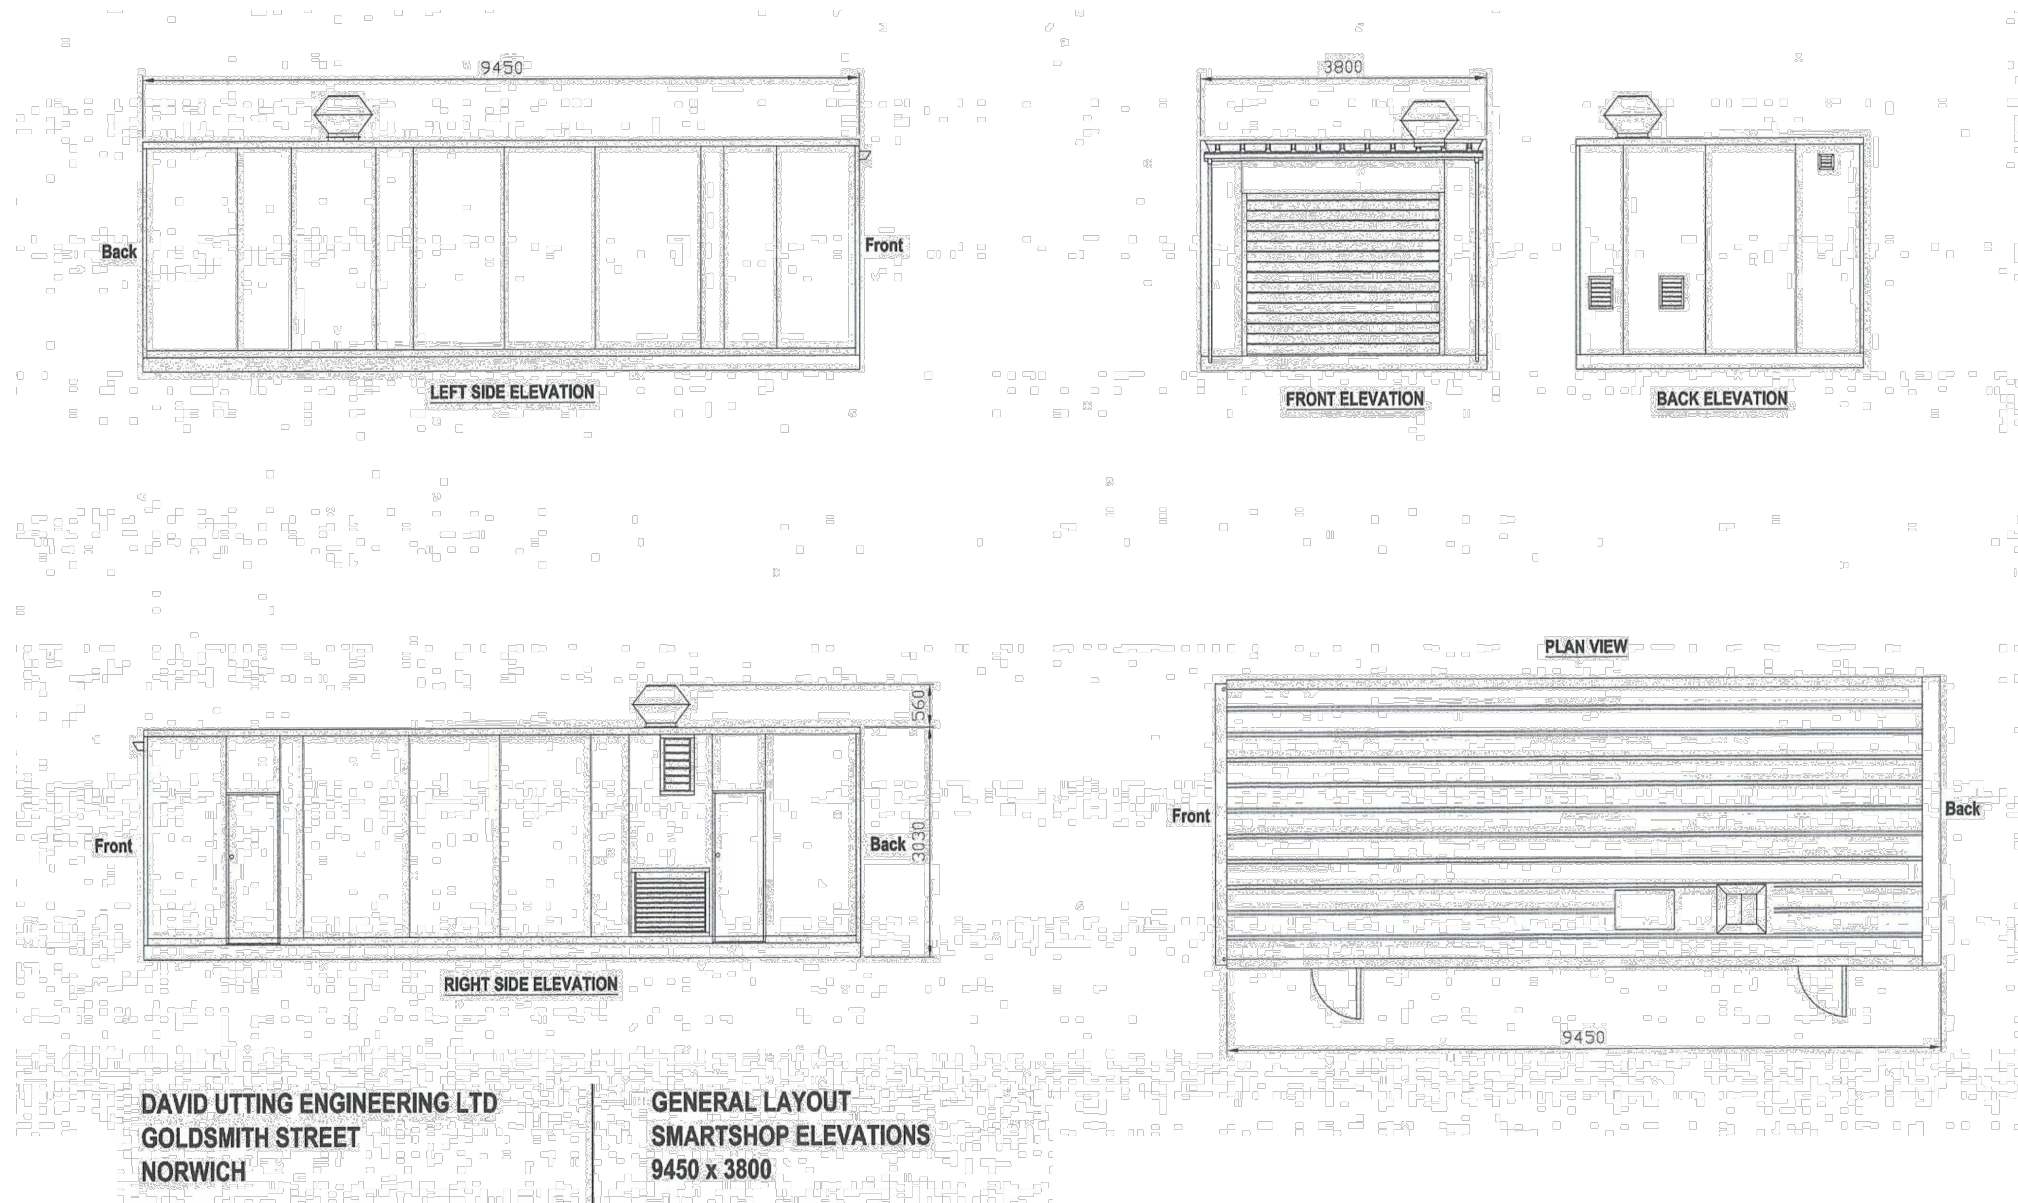 9450
Back
Front
LEFT SIDE ELEVATION
3800
FRONT ELEVATION
BACK ELEVATION
560
3030
Front
Back
RIGHT SIDE ELEVATION
PLAN VIEW
Front
Back
9450
DAVID UTTING ENGINEERING LTD
GOLDSMITH STREET
NORWICH
GENERAL LAYOUT
SMARTSHOP ELEVATIONS
9450 x 3800